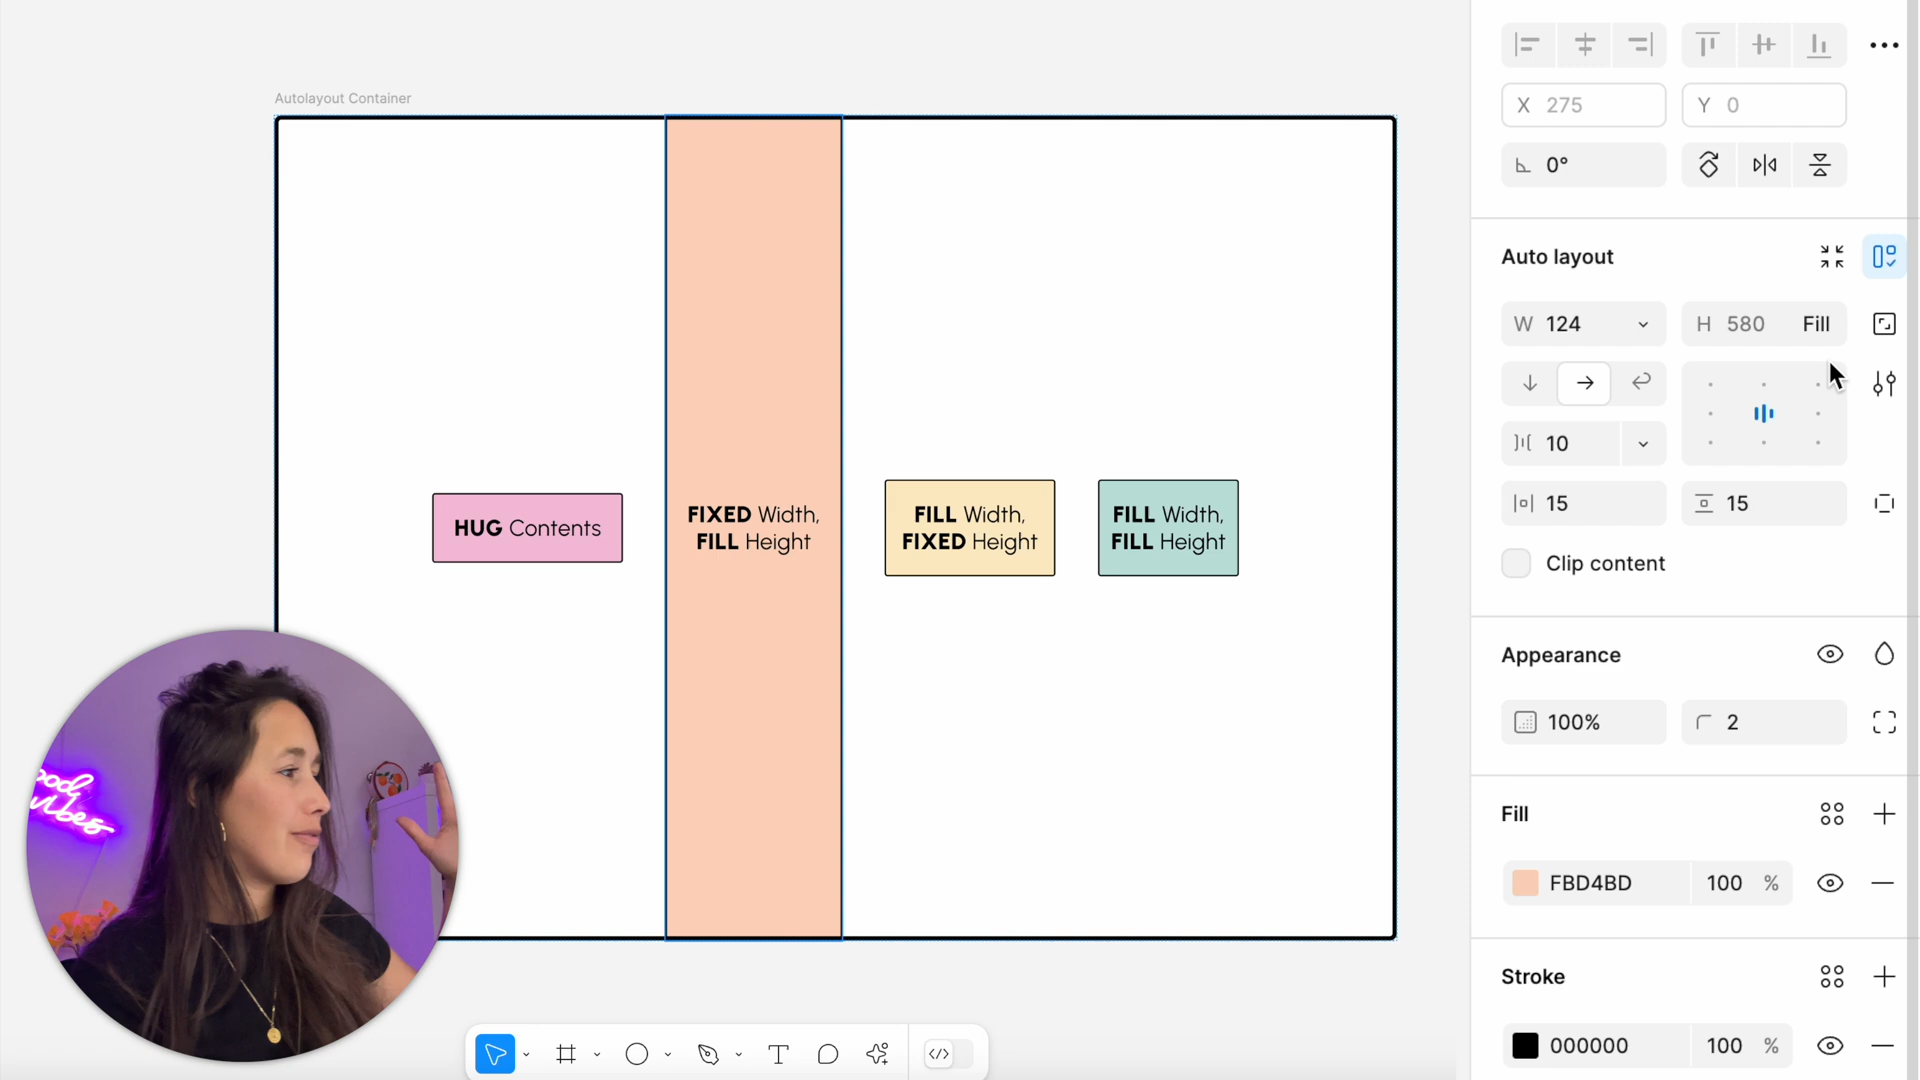 Autolayout Container
HUG Contents
FIXED Width,
FILL Height
FILL Width,
FIXED Height
FILL Width,
FILL Height
ood
vibes
X 275
Y 0
0°
Auto layout
W 124
H 580 Fill
10
15
15
Clip content
Appearance
100%
2
Fill
FBD4BD 100 %
Stroke
000000 100 %